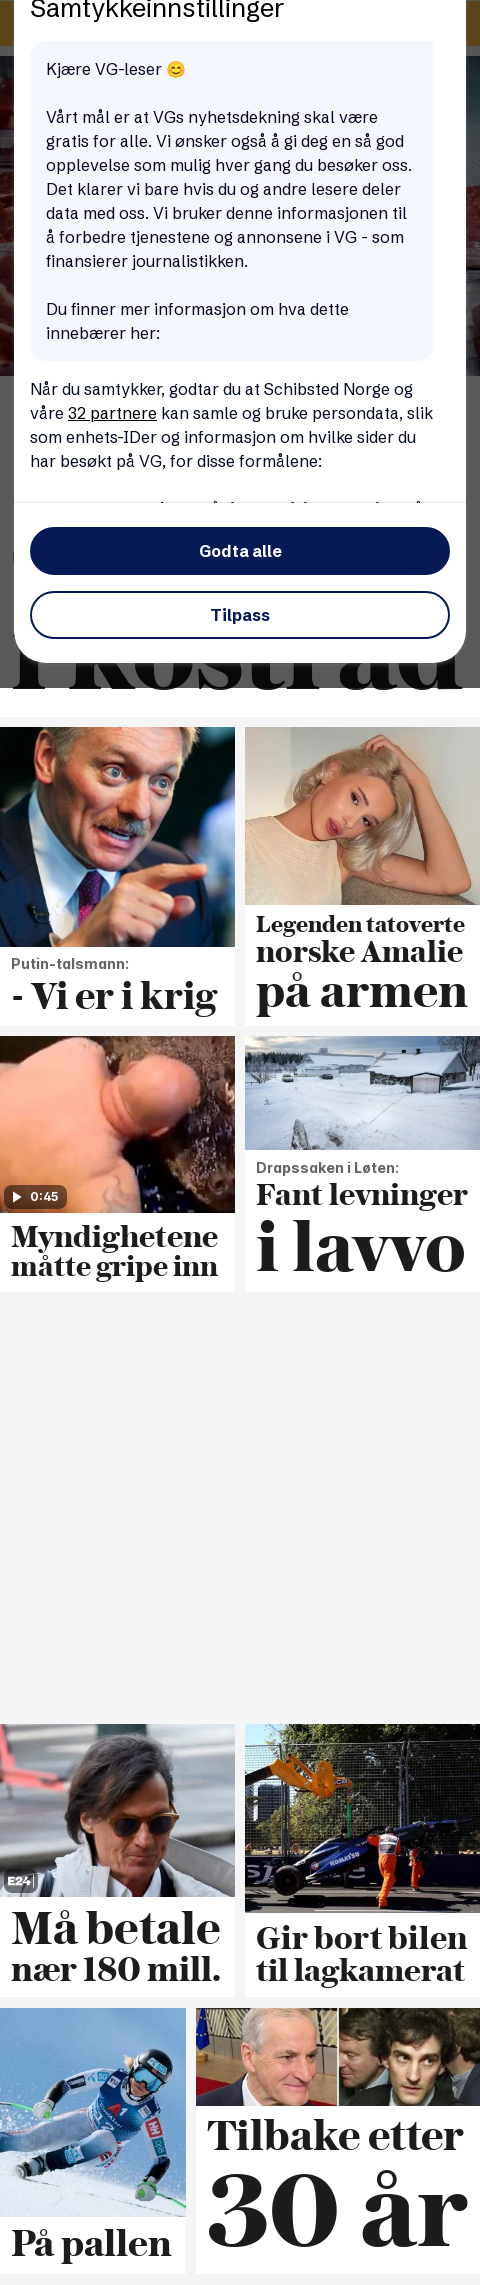 Samtykkeinnstillinger
Kjære VG-leser 😊
Vårt mål er at VGs nyhetsdekning skal være
gratis for alle. Vi ønsker også å gi deg en så god
opplevelse som mulig hver gang du besøker oss.
Det klarer vi bare hvis du og andre lesere deler
data med oss. Vi bruker denne informasjonen til
å forbedre tjenestene og annonsene i VG - som
finansierer journalistikken.
Du finner mer informasjon om hva dette
innebærer her:
Når du samtykker, godtar du at Schibsted Norge og
våre 32 partnere kan samle og bruke persondata, slik
som enhets-IDer og informasjon om hvilke sider du
har besøkt på VG, for disse formålene:
Godta alle
Tilpass
i kostråd
Putin-talsmann:
- Vi er i krig
Legenden tatoverte
norske Amalie
på armen
0:45
Myndighetene
måtte gripe inn
Drapssaken i Løten:
Fant levninger
i lavvo
E24
Må betale
nær 180 mill.
KOMATSU
Gir bort bilen
til lagkamerat
A1
På pallen
Tilbake etter
30 år